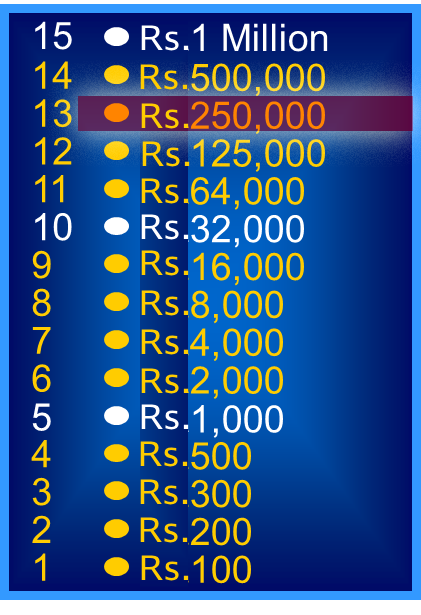 15 Rs.1 Million
14 Rs.500,000
13 Rs.250,000
12 Rs.125,000
11 Rs.64,000
10 Rs.32,000
9 Rs.16,000
8 Rs.8,000
7 Rs.4,000
6 Rs.2,000
5 Rs.1,000
4 Rs.500
3 Rs.300
2 Rs.200
1 Rs.100